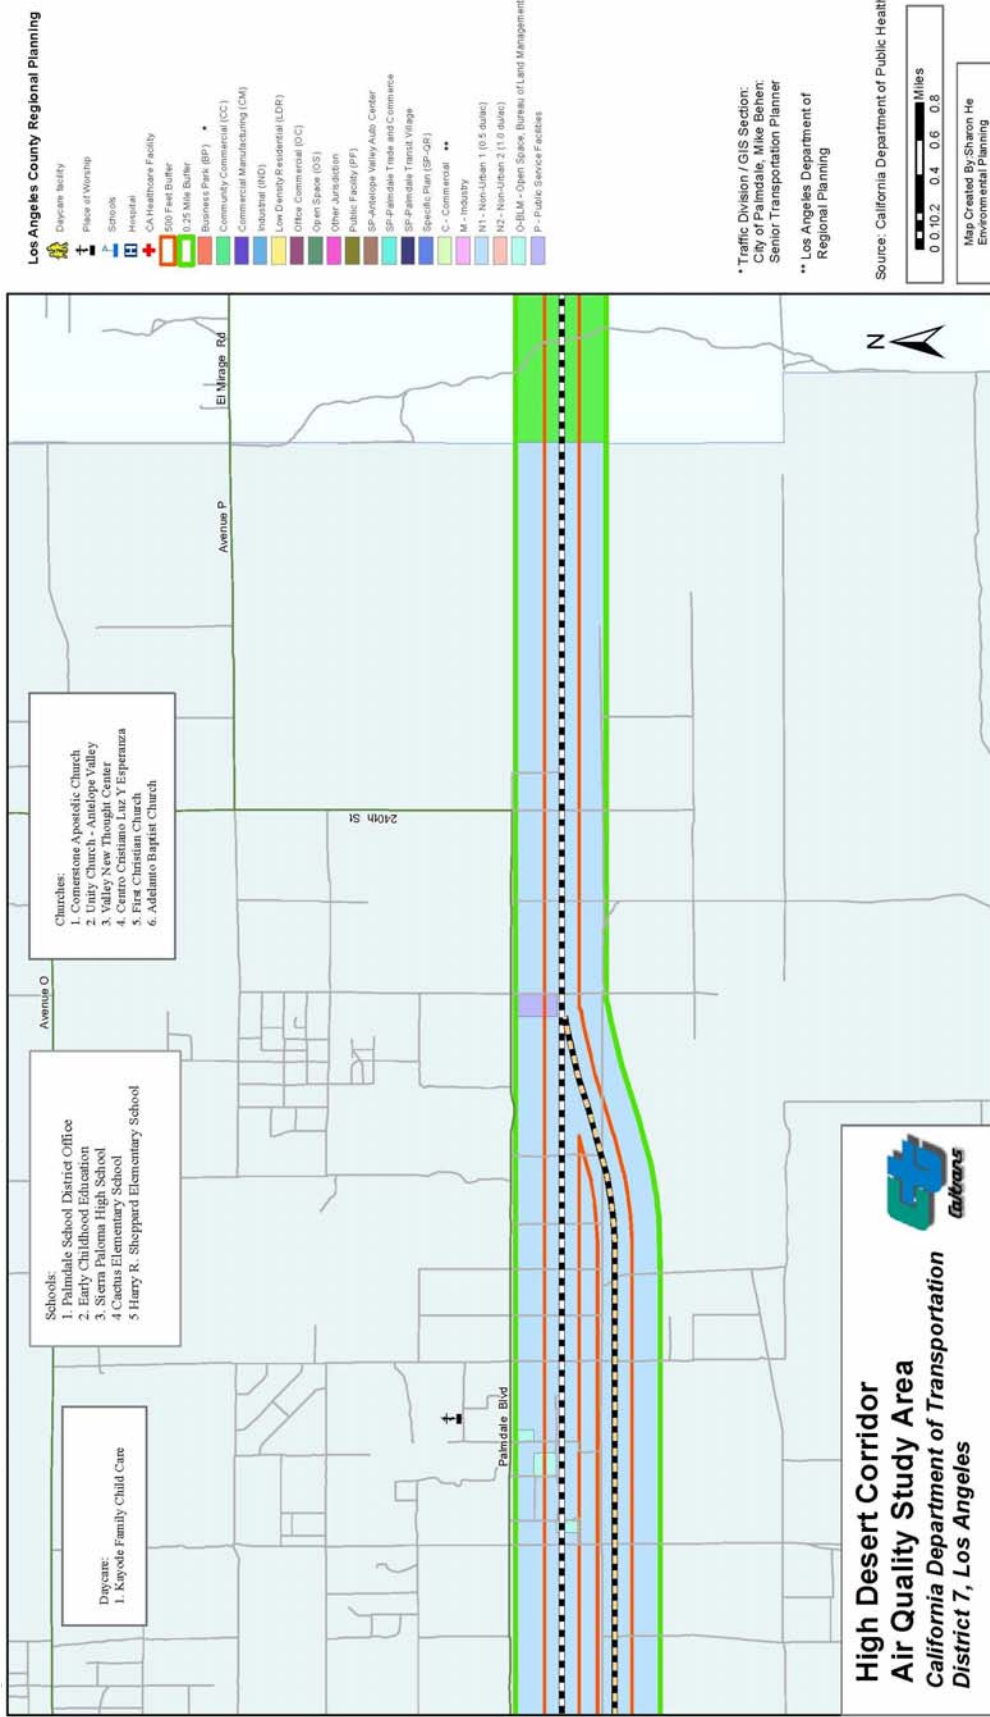 Los Angeles County Regional Planning
Daycare facility
Place of Worship
Schools
H Hospital
CA Healthcare Facility
500 Feet Buffer
0.25 Mile Buffer
Business Park (BP) *
Community Commercial (CC)
Commercial Manufacturing (CM)
Industrial (IND)
Low Density Residential (LDR)
Office Commercial (OC)
Open Space (OS)
Other Jurisdiction
Public Facility (PF)
SP-Antelope Valley Auto Center
SP-Palmdale Trade and Commerce
SP-Palmdale Transit Village
Specific Plan (SP-QR)
C - Commercial **
M - Industry
N1 - Non-Urban 1 (0.5 du/ac)
N2 - Non-Urban 2 (1.0 du/ac)
O-BLM - Open Space, Bureau of Land Management
P - Public Service Facilities
* Traffic Division / GIS Section:
City of Palmdale, Mike Behen:
Senior Transportation Planner
** Los Angeles Department of
Regional Planning
Source: California Department of Public Health
0 0.10.2 0.4 0.6 0.8
Miles
Map Created By:Sharon He
Environmental Planning
Daycare:
1. Kayode Family Child Care
Schools:
1. Palmdale School District Office
2. Early Childhood Education
3. Sierra Paloma High School
4 Cactus Elementary School
5 Harry R. Sheppard Elementary School
Churches:
1. Cornerstone Apostolic Church
2. Unity Church - Antelope Valley
3. Valley New Thought Center
4. Centro Cristiano Luz Y Esperanza
5. First Christian Church
6. Adelanto Baptist Church
Avenue O
Avenue P
El Mirage Rd
240th St
Palmdale Blvd
N
High Desert Corridor
Air Quality Study Area
California Department of Transportation
District 7, Los Angeles
ct
Caltrans